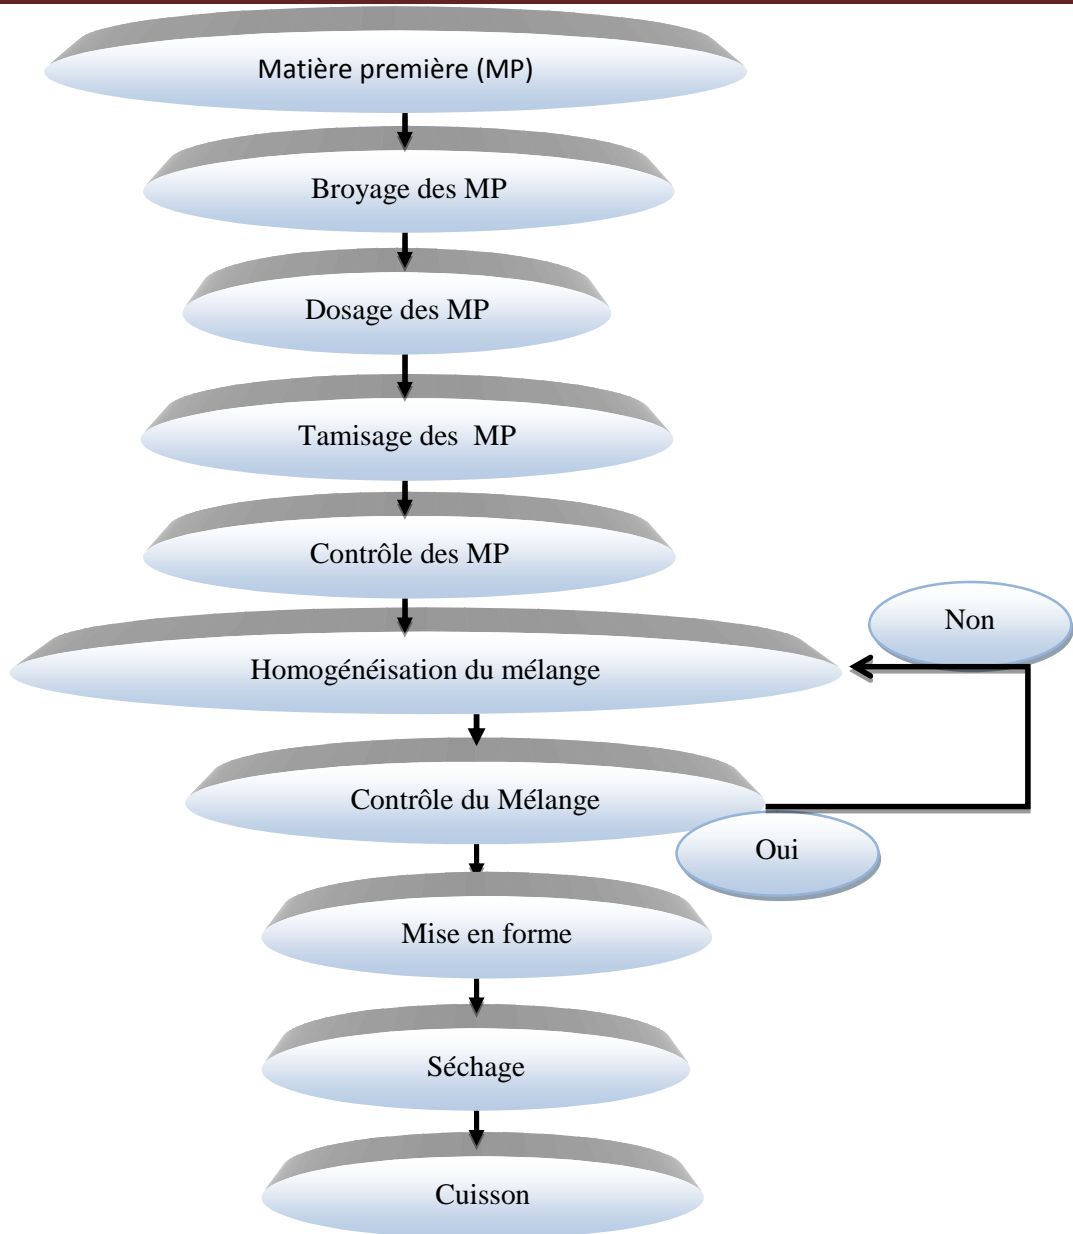 Matière première (MP)
Broyage des MP
Dosage des MP
Tamisage des  MP
Contrôle des MP
Non
Homogénéisation du mélange
Contrôle du Mélange
Oui
Mise en forme
Séchage
Cuisson